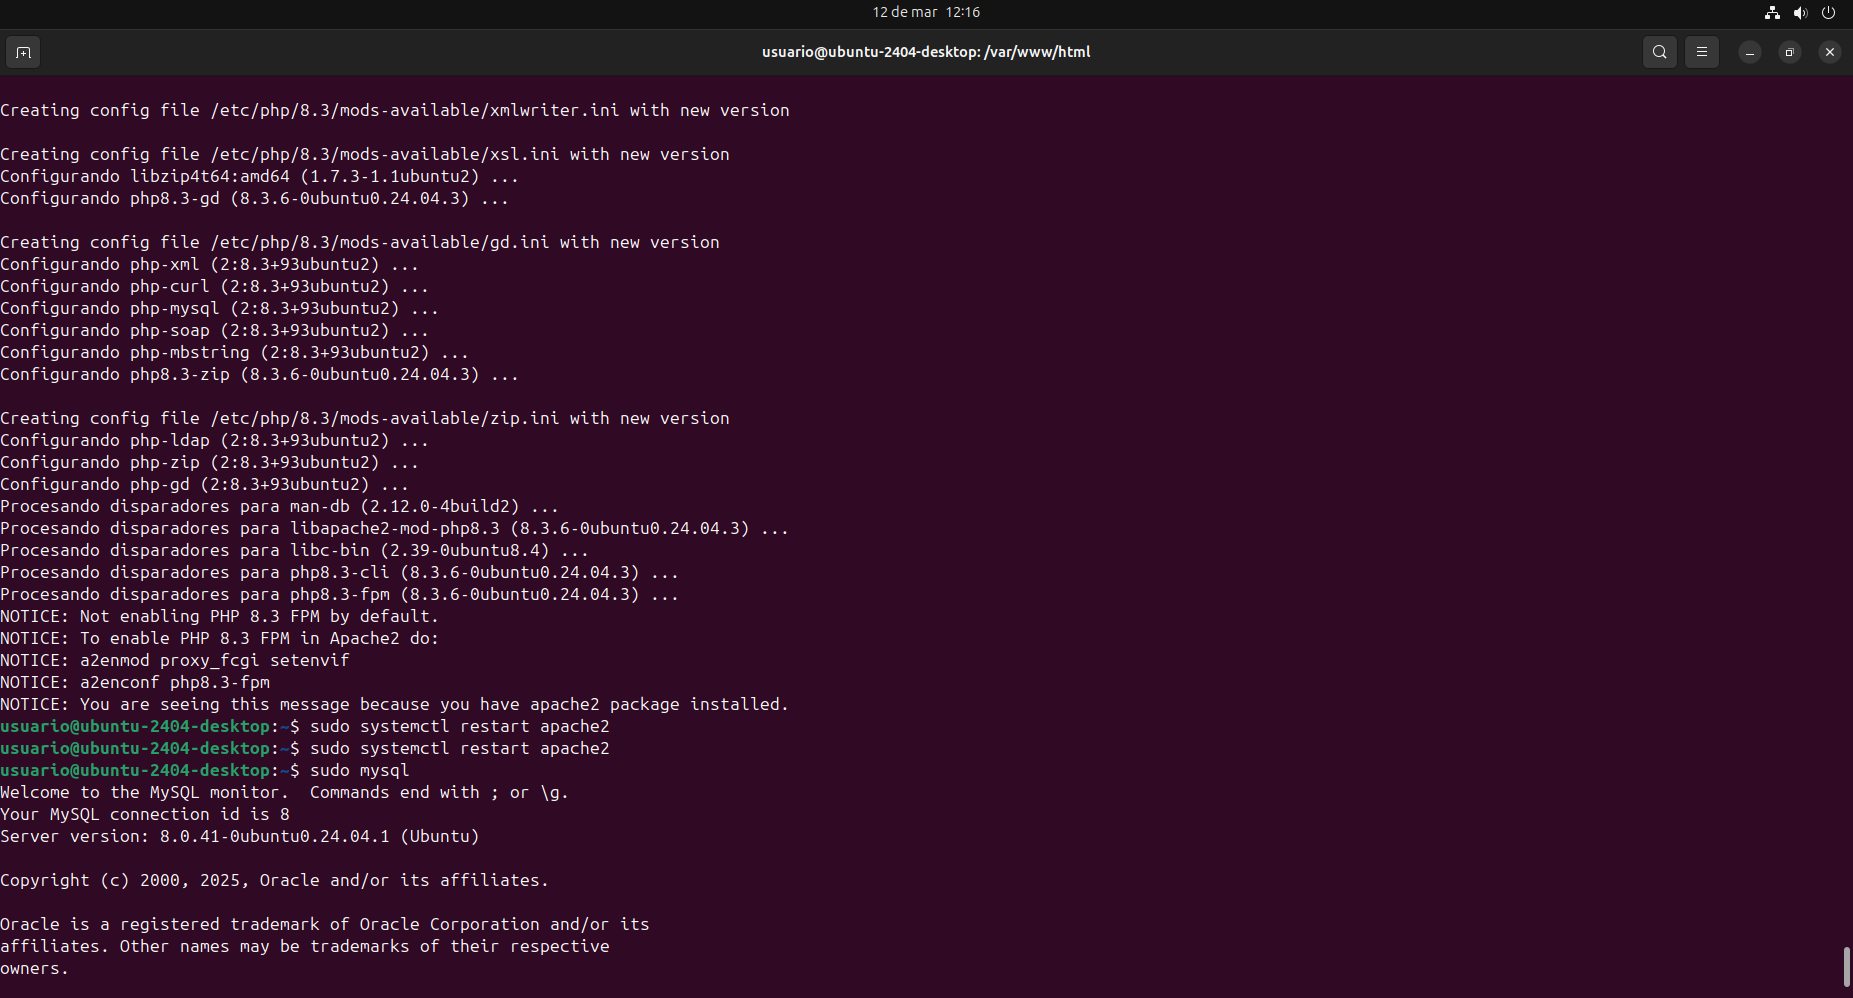 12 de mar 12:16
usuario@ubuntu-2404-desktop: /var/www/html
Creating config file /etc/php/8.3/mods-available/xmlwriter.ini with new version
Creating config file /etc/php/8.3/mods-available/xsl.ini with new version
Configurando libzip4t64:amd64 (1.7.3-1.1ubuntu2) ...
Configurando php8.3-gd (8.3.6-0ubuntu0.24.04.3) ...
Creating config file /etc/php/8.3/mods-available/gd.ini with new version
Configurando php-xml (2:8.3+93ubuntu2) ...
Configurando php-curl (2:8.3+93ubuntu2) ...
Configurando php-mysql (2:8.3+93ubuntu2) ...
Configurando php-soap (2:8.3+93ubuntu2) ...
Configurando php-mbstring (2:8.3+93ubuntu2) ...
Configurando php8.3-zip (8.3.6-0ubuntu0.24.04.3) ...
Creating config file /etc/php/8.3/mods-available/zip.ini with new version
Configurando php-ldap (2:8.3+93ubuntu2) ...
Configurando php-zip (2:8.3+93ubuntu2) ...
Configurando php-gd (2:8.3+93ubuntu2) ...
Procesando disparadores para man-db (2.12.0-4build2) ...
Procesando disparadores para libapache2-mod-php8.3 (8.3.6-0ubuntu0.24.04.3) ...
Procesando disparadores para libc-bin (2.39-0ubuntu8.4) ...
Procesando disparadores para php8.3-cli (8.3.6-0ubuntu0.24.04.3) ...
Procesando disparadores para php8.3-fpm (8.3.6-0ubuntu0.24.04.3) ...
NOTICE: Not enabling PHP 8.3 FPM by default.
NOTICE: To enable PHP 8.3 FPM in Apache2 do:
NOTICE: a2enmod proxy_fcgi setenvif
NOTICE: a2enconf php8.3-fpm
NOTICE: You are seeing this message because you have apache2 package installed.
usuario@ubuntu-2404-desktop:~$ sudo systemctl restart apache2
usuario@ubuntu-2404-desktop:~$ sudo systemctl restart apache2
usuario@ubuntu-2404-desktop:~$ sudo mysql
Welcome to the MySQL monitor.  Commands end with ; or \g.
Your MySQL connection id is 8
Server version: 8.0.41-0ubuntu0.24.04.1 (Ubuntu)
Copyright (c) 2000, 2025, Oracle and/or its affiliates.
Oracle is a registered trademark of Oracle Corporation and/or its
affiliates. Other names may be trademarks of their respective
owners.